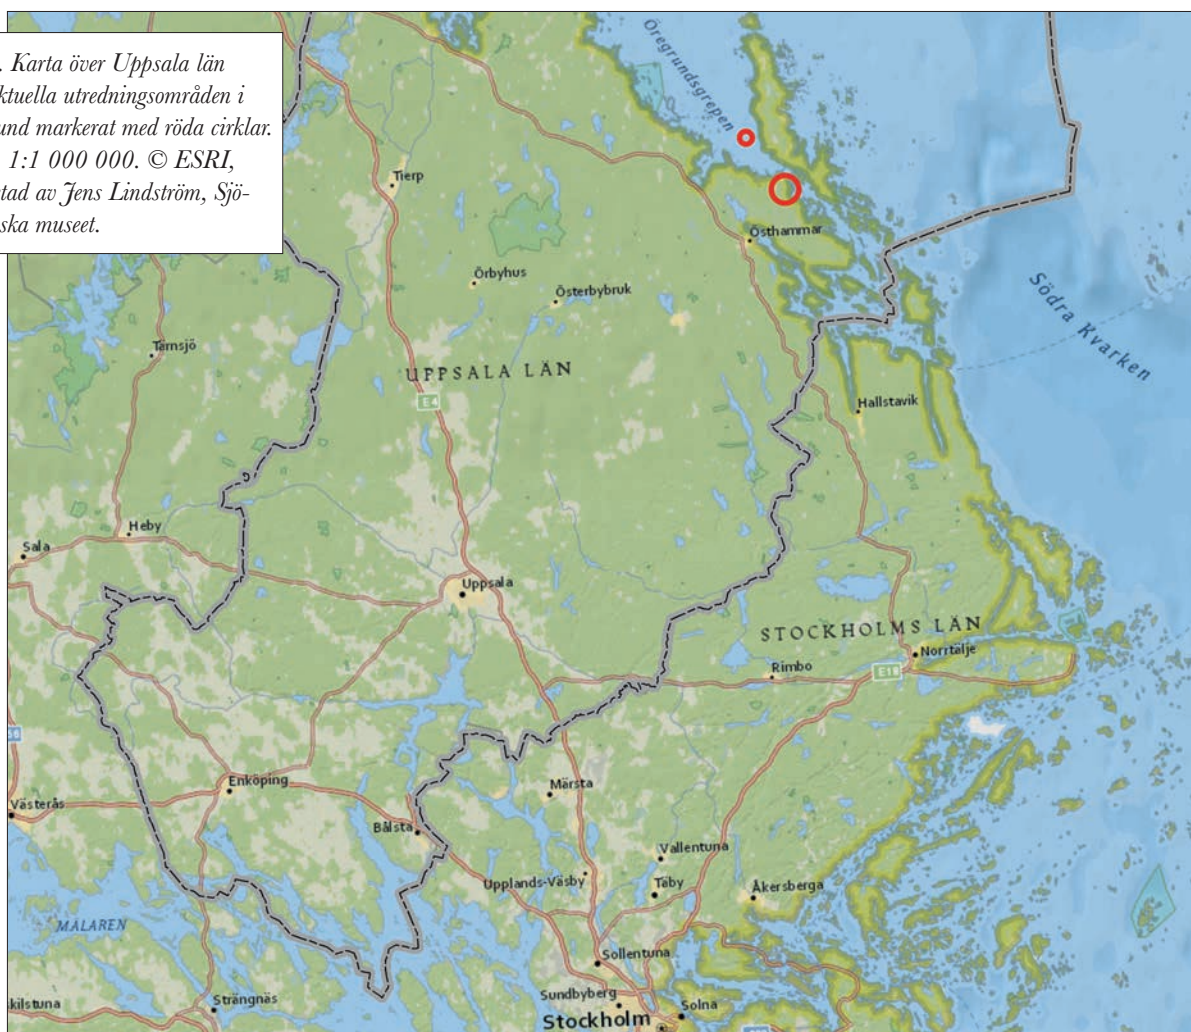 . Karta över Uppsala län
ktuella utredningsområden i
und markerat med röda cirklar.
1:1 000 000. © ESRI,
tad av Jens Lindström, Sjö-
ska museet.
Öregrundsgrepen
Tierp
Östhammar
Örbyhus
Österbybruk
Södra Kvarken
Tärnsjö
UPPSALA LÄN
E4
Hallstavik
Heby
Sala
Uppsala
STOCKHOLMS LÄN
Norrtälje
Rimbo
E18
56
Enköping
Märsta
Västerås
Bålsta
Vallentuna
Upplands-Väsby
Täby
Åkersberga
MÄLAREN
Sollentuna
Sundbyberg
kilstuna
Strängnäs
Solna
Stockholm